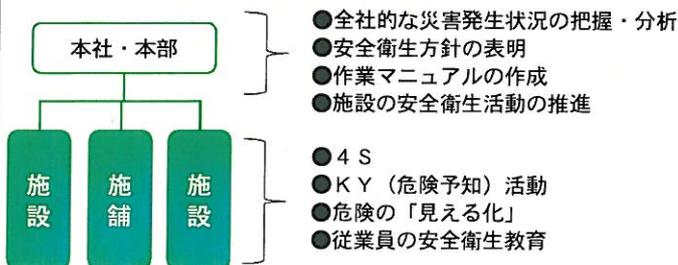 本社・本部
●全社的な災害発生状況の把握・分析
●安全衛生方針の表明
●作業マニュアルの作成
●施設の安全衛生活動の推進
施設
施舗
施設
●４Ｓ
●ＫＹ（危険予知）活動
●危険の「見える化」
●従業員の安全衛生教育